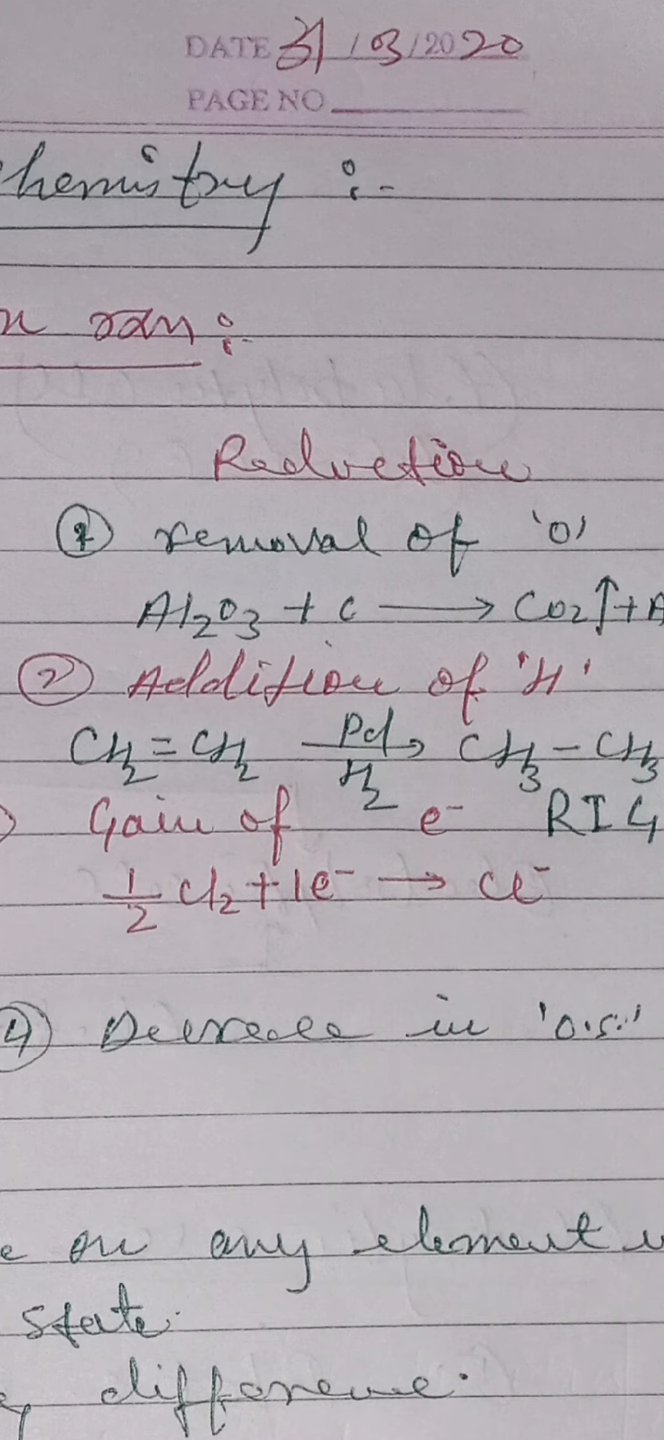 DATE 31/03/2020
PAGE NO
hemistry :-
n rxn :-
Reduction
① removal of 'O'
Al2O3 + C ⟶ CO2↑ + A
② Addition of 'H'
CH2 = CH2 —Pd/H2→ CH3 – CH3
Gain of e⁻ RIG
1/2 Cl2 + 1e⁻ → Cl⁻
④ Decrease in 'O.S.'
e on any element
state.
difference.